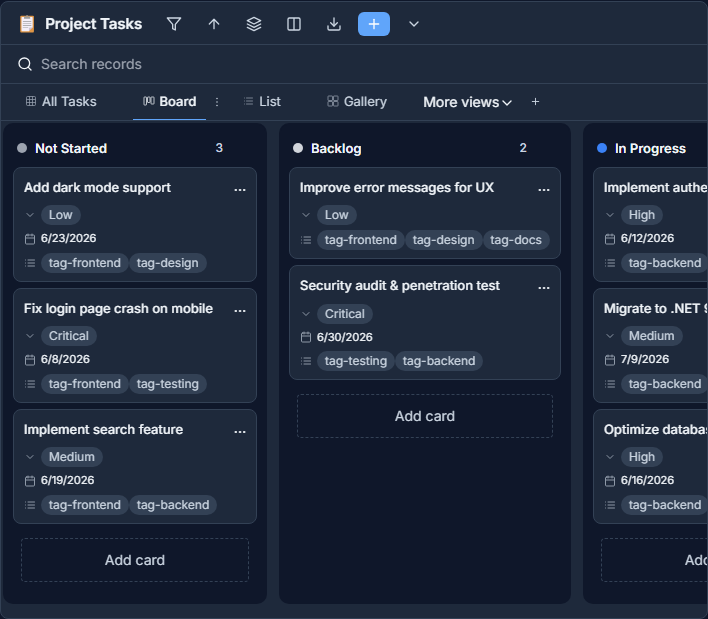 Project Tasks
Search records
All Tasks
Board
List
Gallery
More views
Not Started
3
Add dark mode support
Low
6/23/2026
tag-frontend tag-design
Fix login page crash on mobile
Critical
6/8/2026
tag-frontend tag-testing
Implement search feature
Medium
6/19/2026
tag-frontend tag-backend
Add card
Backlog
2
Improve error messages for UX
Low
tag-frontend tag-design tag-docs
Security audit & penetration test
Critical
6/30/2026
tag-testing tag-backend
Add card
In Progress
Implement authe
High
6/12/2026
tag-backend
Migrate to .NET 9
Medium
7/9/2026
tag-backend
Optimize databas
High
6/16/2026
tag-backend
Add